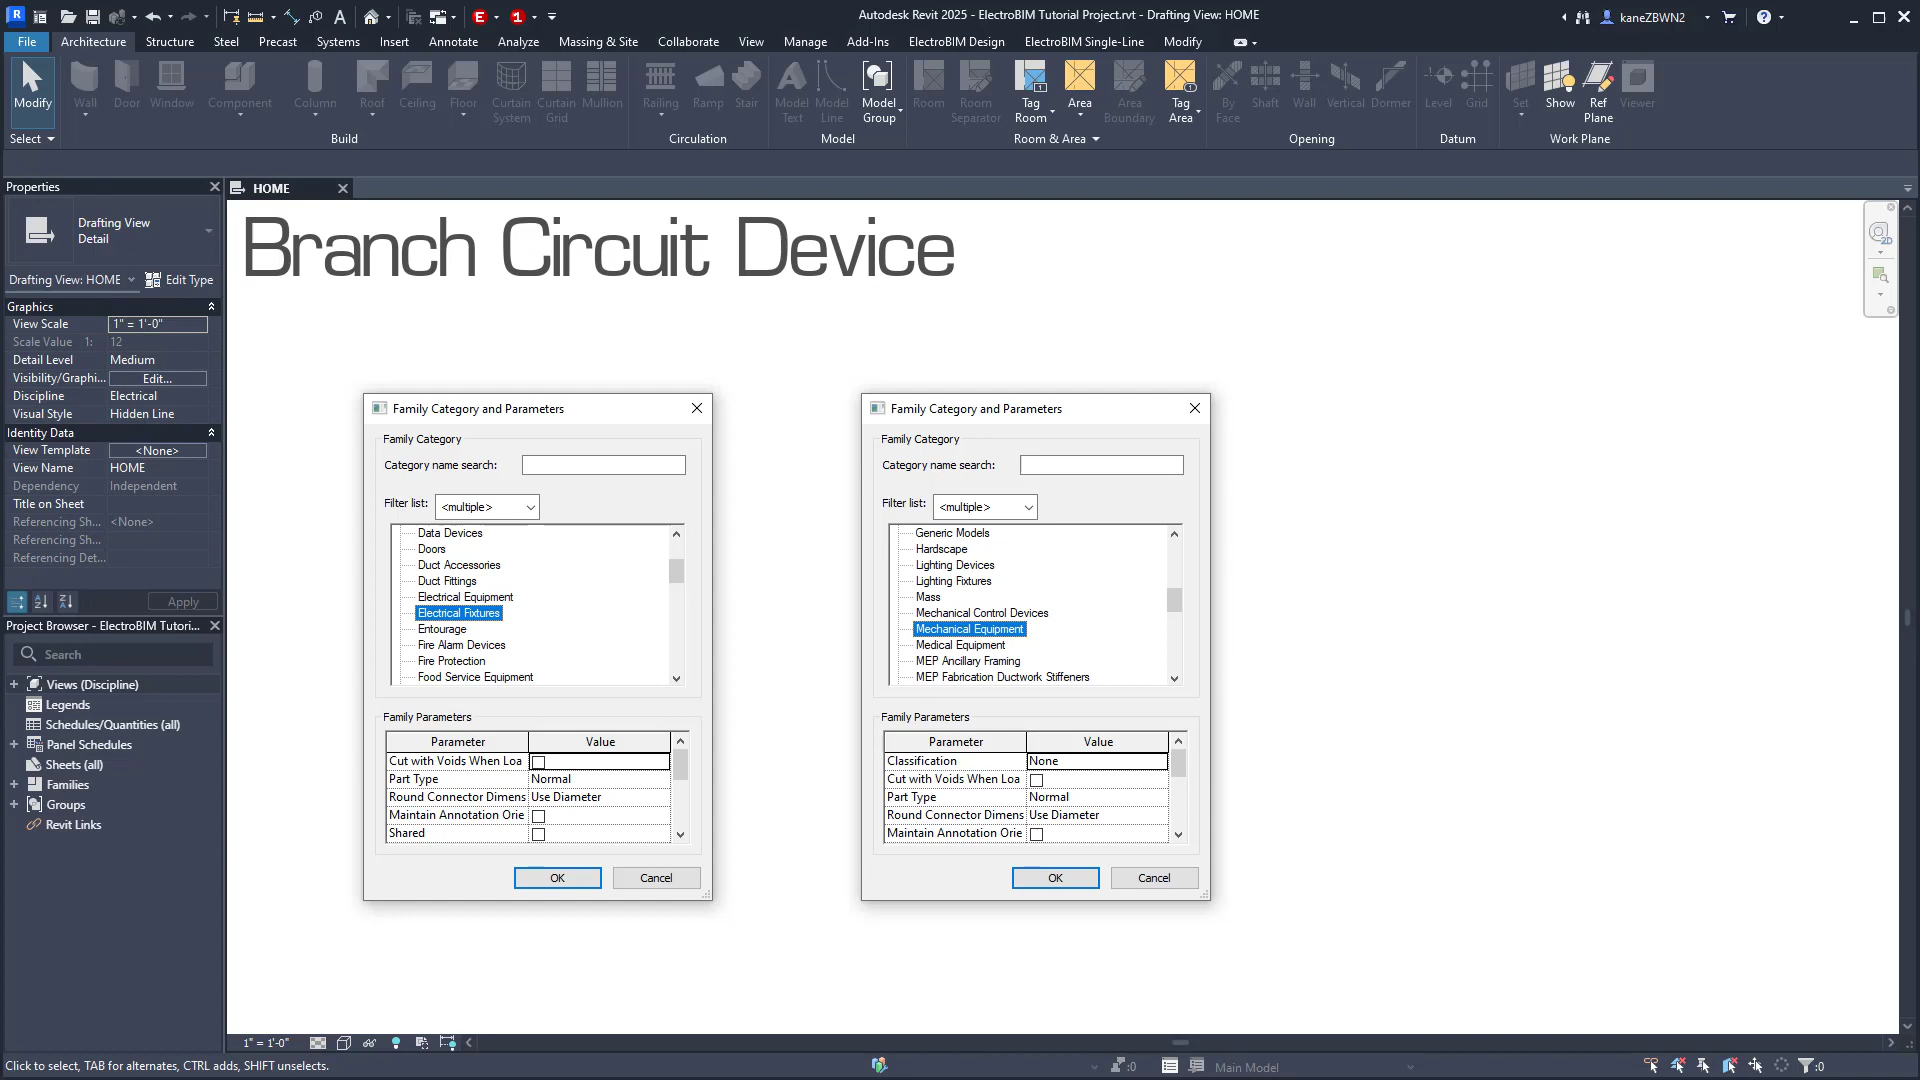 Autodesk Revit 2025 - ElectroBIM Tutorial Project.rvt - Drafting View: HOME
kaneZBWN2
File Architecture Structure Steel Precast Systems Insert Annotate Analyze Massing & Site Collaborate View Manage Add-Ins ElectroBIM Design ElectroBIM Single-Line Modify
Modify Wall Door Window Component Column Roof Ceiling Floor Curtain System Curtain Grid Mullion Railing Ramp Stair Model Text Model Line Model Group Room Room Separator Tag Room Area Area Boundary Tag Area By Face Shaft Wall Vertical Dormer Level Grid Set Show Ref Plane Viewer
Select Build Circulation Model Room & Area Opening Datum Work Plane
Properties
HOME
Drafting View
Detail
Drafting View: HOME Edit Type
Graphics
View Scale 1" = 1'-0"
Scale Value 1: 12
Detail Level Medium
Visibility/Graphi... Edit...
Discipline Electrical
Visual Style Hidden Line
Identity Data
View Template <None>
View Name HOME
Dependency Independent
Title on Sheet
Referencing Sh... <None>
Referencing Sh...
Referencing Det...
Apply
Project Browser - ElectroBIM Tutori...
Search
Views (Discipline)
Legends
Schedules/Quantities (all)
Panel Schedules
Sheets (all)
Families
Groups
Revit Links
Branch Circuit Device
Family Category and Parameters
Family Category
Category name search:
Filter list: <multiple>
Data Devices
Doors
Duct Accessories
Duct Fittings
Electrical Equipment
Electrical Fixtures
Entourage
Fire Alarm Devices
Fire Protection
Food Service Equipment
Family Parameters
Parameter Value
Cut with Voids When Loa
Part Type Normal
Round Connector Dimens Use Diameter
Maintain Annotation Orie
Shared
OK Cancel
Family Category and Parameters
Family Category
Category name search:
Filter list: <multiple>
Generic Models
Hardscape
Lighting Devices
Lighting Fixtures
Mass
Mechanical Control Devices
Mechanical Equipment
Medical Equipment
MEP Ancillary Framing
MEP Fabrication Ductwork Stiffeners
Family Parameters
Parameter Value
Classification None
Cut with Voids When Loa
Part Type Normal
Round Connector Dimens Use Diameter
Maintain Annotation Orie
OK Cancel
1" = 1'-0"
Click to select, TAB for alternates, CTRL adds, SHIFT unselects.
:0
Main Model
:0